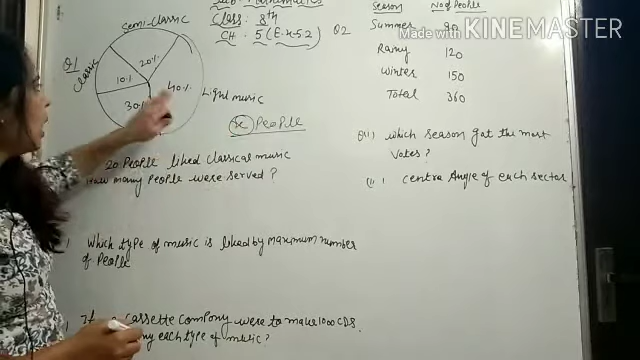 Sub- Mathematics
Class: 8th
CH- 5 (Ex-5.2)
Q1
Semi-classic
classic
20%
10%
40%
30%
Light music
x People
20 People liked classical music
How many People were served?
Which type of music is liked by maximum number
of People
If a cassette company were to make 1000 CDs.
each type of music?
Q2
Season No of People
Summer 90
Rainy 120
Winter 150
Total 360
Made with KINEMASTER
Q(i) which season got the most
votes?
(ii) centra Angle of each sector